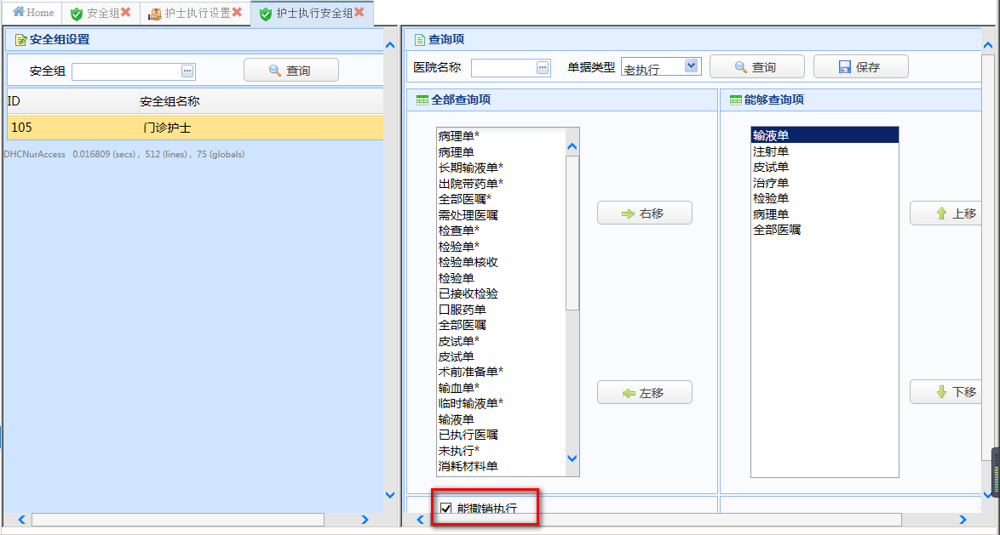 Home 安全组 护士执行设置 护士执行安全组
安全组设置
安全组 查询
ID 安全组名称
105 门诊护士
DHCNurAccess 0.016809 (secs) , 512 (lines) , 75 (globals)
查询项
医院名称 单据类型 老执行 查询 保存
全部查询项
病理单*
病理单
长期输液单*
出院带药单*
全部医嘱*
需处理医嘱
检查单*
检验单*
检验单核收
检验单
已接收检验
口服药单
全部医嘱
皮试单*
皮试单
术前准备单*
输血单*
临时输液单*
输液单
已执行医嘱
未执行*
消耗材料单
右移
左移
能够查询项
输液单
注射单
皮试单
治疗单
检验单
病理单
全部医嘱
上移
下移
能撤销执行